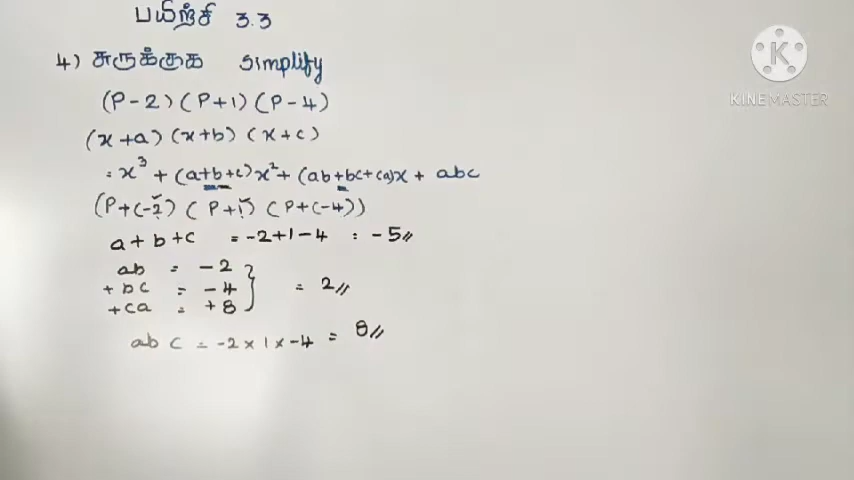 பயிற்சி 3.3
4) சுருக்குக simplify
(P-2) (P+1) (P-4)
(x+a) (x+b) (x+c)
= x³ + (a+b+c)x² + (ab+bc+ca)x + abc
(P+(-2) (P+1) (P+(-4))
a+b+c = -2+1-4 = -5//
ab = -2
+bc = -4 } = 2//
+ca = +8
abc = -2×1×-4 = 8//
K
KINEMASTER